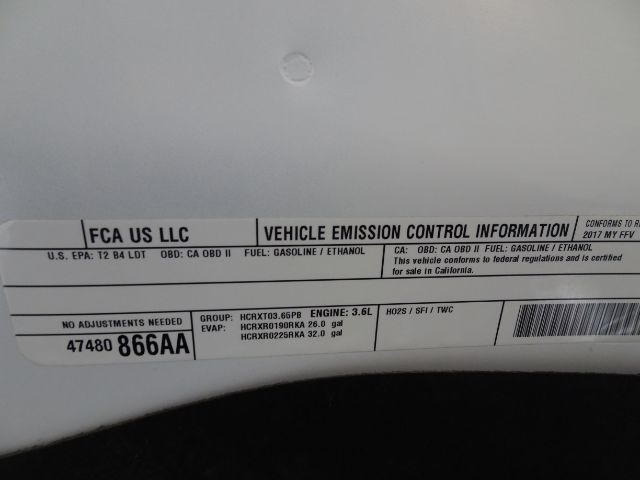 FCA US LLC
VEHICLE EMISSION CONTROL INFORMATION
CONFORMS TO
2017 MY FFV
U.S. EPA: T2 B4 LDT OBD: CA OBD II FUEL: GASOLINE / ETHANOL
CA: OBD: CA OBD II FUEL: GASOLINE / ETHANOL
This vehicle conforms to federal regulations and is certified
for sale in California.
NO ADJUSTMENTS NEEDED
47480 866AA
GROUP: HCRXT03.65PB ENGINE: 3.6L
EVAP: HCRXR0190RKA 26.0 gal
HCRXR0225RKA 32.0 gal
HO2S / SFI / TWC